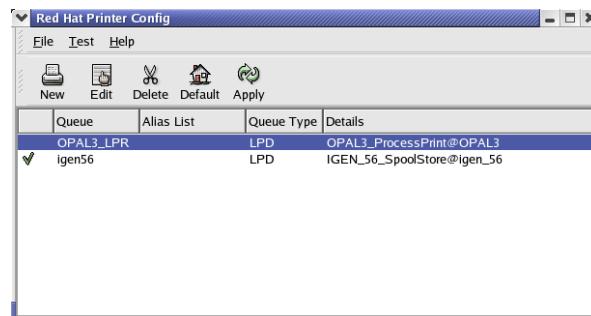 Red Hat Printer Config
File Test Help
New Edit Delete Default Apply
Queue Alias List Queue Type Details
OPAL3_LPR LPD OPAL3_ProcessPrint@OPAL3
igen56 LPD IGEN_56_SpoolStore@igen_56